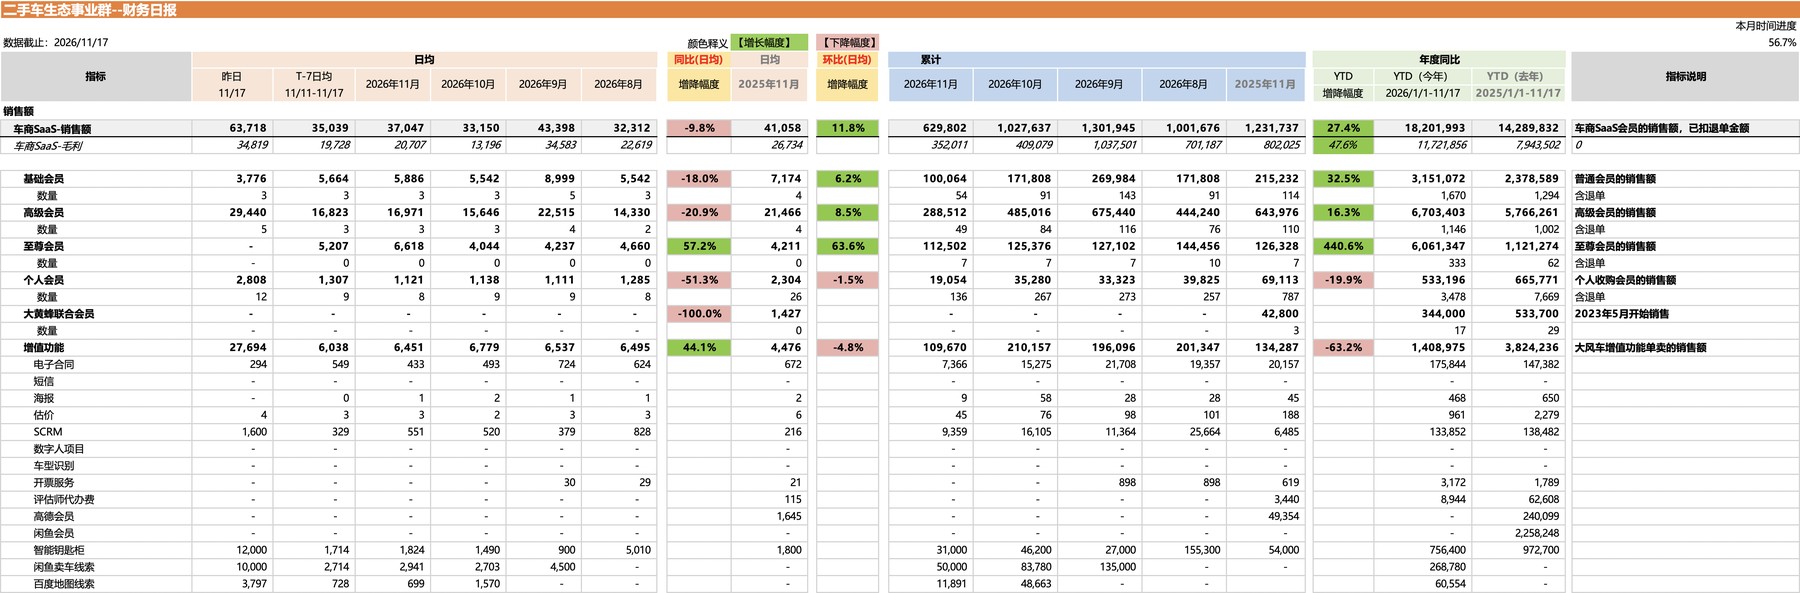 二手车生态事业群--财务日报
本月时间进度
数据截止：2026/11/17 颜色释义 【增长幅度】 【下降幅度】 56.7%
指标 日均 同比(日均) 日均 环比(日均) 累计 年度同比 指标说明
昨日 T-7日均 2026年11月 2026年10月 2026年9月 2026年8月 增降幅度 2025年11月 增降幅度 2026年11月 2026年10月 2026年9月 2026年8月 2025年11月 YTD YTD（今年） YTD（去年）
11/17 11/11-11/17 增降幅度 2026/1/1-11/17 2025/1/1-11/17
销售额
车商SaaS-销售额 63,718 35,039 37,047 33,150 43,398 32,312 -9.8% 41,058 11.8% 629,802 1,027,637 1,301,945 1,001,676 1,231,737 27.4% 18,201,993 14,289,832 车商SaaS会员的销售额，已扣退单金额
车商SaaS-毛利 34,819 19,728 20,707 13,196 34,583 22,619 26,734 352,011 409,079 1,037,501 701,187 802,025 47.6% 11,721,856 7,943,502 0
基础会员 3,776 5,664 5,886 5,542 8,999 5,542 -18.0% 7,174 6.2% 100,064 171,808 269,984 171,808 215,232 32.5% 3,151,072 2,378,589 普通会员的销售额
数量 3 3 3 3 5 3 4 54 91 143 91 114 1,670 1,294 含退单
高级会员 29,440 16,823 16,971 15,646 22,515 14,330 -20.9% 21,466 8.5% 288,512 485,016 675,440 444,240 643,976 16.3% 6,703,403 5,766,261 高级会员的销售额
数量 5 3 3 3 4 2 4 49 84 116 76 110 1,146 1,002 含退单
至尊会员 - 5,207 6,618 4,044 4,237 4,660 57.2% 4,211 63.6% 112,502 125,376 127,102 144,456 126,328 440.6% 6,061,347 1,121,274 至尊会员的销售额
数量 - 0 0 0 0 0 0 7 7 7 10 7 333 62 含退单
个人会员 2,808 1,307 1,121 1,138 1,111 1,285 -51.3% 2,304 -1.5% 19,054 35,280 33,323 39,825 69,113 -19.9% 533,196 665,771 个人收购会员的销售额
数量 12 9 8 9 9 8 26 136 267 273 257 787 3,478 7,669 含退单
大黄蜂联合会员 - - - - - - -100.0% 1,427 - - - - 42,800 344,000 533,700 2023年5月开始销售
数量 - - - - - - 0 - - - - 3 17 29
增值功能 27,694 6,038 6,451 6,779 6,537 6,495 44.1% 4,476 -4.8% 109,670 210,157 196,096 201,347 134,287 -63.2% 1,408,975 3,824,236 大风车增值功能单卖的销售额
电子合同 294 549 433 493 724 624 672 7,366 15,275 21,708 19,357 20,157 175,844 147,382
短信 - - - - - - - - - - - - - -
海报 - 0 1 2 1 1 2 9 58 28 28 45 468 650
估价 4 3 3 2 3 3 6 45 76 98 101 188 961 2,279
SCRM 1,600 329 551 520 379 828 216 9,359 16,105 11,364 25,664 6,485 133,852 138,482
数字人项目 - - - - - - - - - - - - - -
车型识别 - - - - - - - - - - - - - -
开票服务 - - - - 30 29 21 - - 898 898 619 3,172 1,789
评估师代办费 - - - - - - 115 - - - - 3,440 8,944 62,608
高德会员 - - - - - - 1,645 - - - - 49,354 - 240,099
闲鱼会员 - - - - - - - - - - - - - 2,258,248
智能钥匙柜 12,000 1,714 1,824 1,490 900 5,010 1,800 31,000 46,200 27,000 155,300 54,000 756,400 972,700
闲鱼卖车线索 10,000 2,714 2,941 2,703 4,500 - - 50,000 83,780 135,000 - - 268,780 -
百度地图线索 3,797 728 699 1,570 - - - 11,891 48,663 - - - 60,554 -